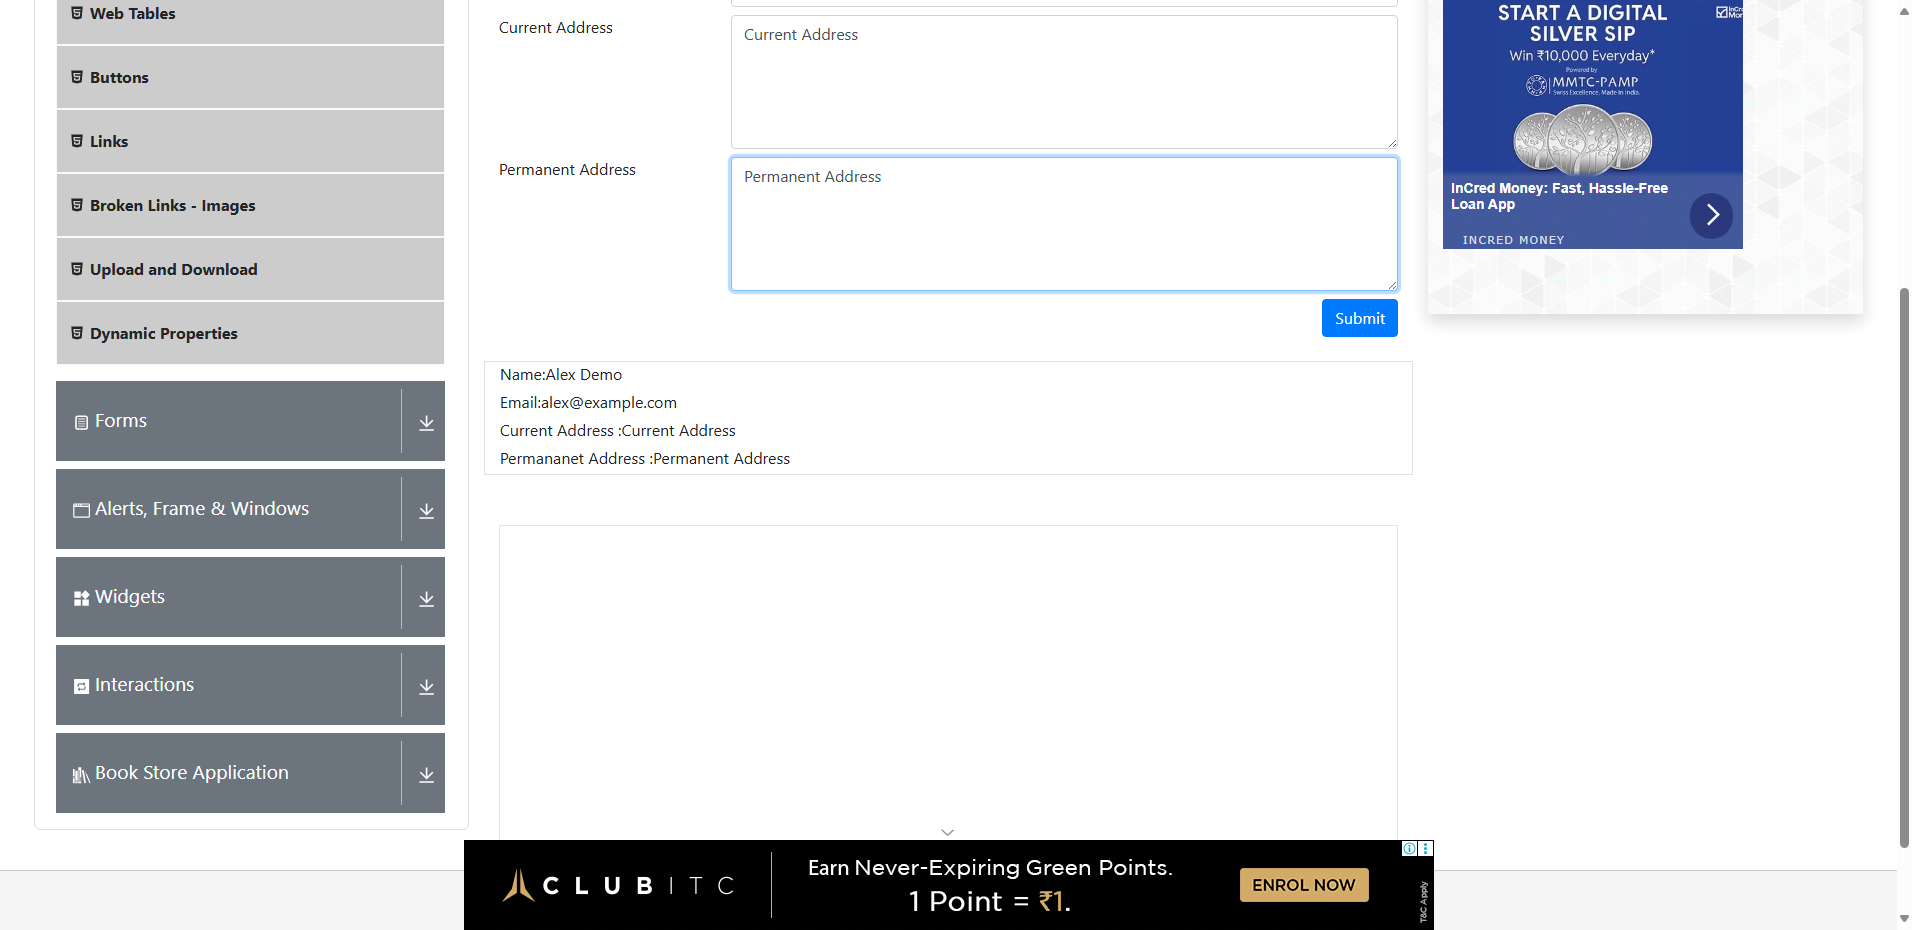 Web Tables
Buttons
Links
Broken Links - Images
Upload and Download
Dynamic Properties
Forms
Alerts, Frame & Windows
Widgets
Interactions
Book Store Application
Current Address
Current Address
Permanent Address
Permanent Address
Submit
Name:Alex Demo
Email:alex@example.com
Current Address :Current Address
Permananet Address :Permanent Address
START A DIGITAL
SILVER SIP
Win ₹10,000 Everyday*
Powered by
MMTC-PAMP
Swiss Excellence. Made in India.
InCred Money: Fast, Hassle-Free
Loan App
INCRED MONEY
CLUB ITC
Earn Never-Expiring Green Points.
1 Point = ₹1.
ENROL NOW
T&C Apply